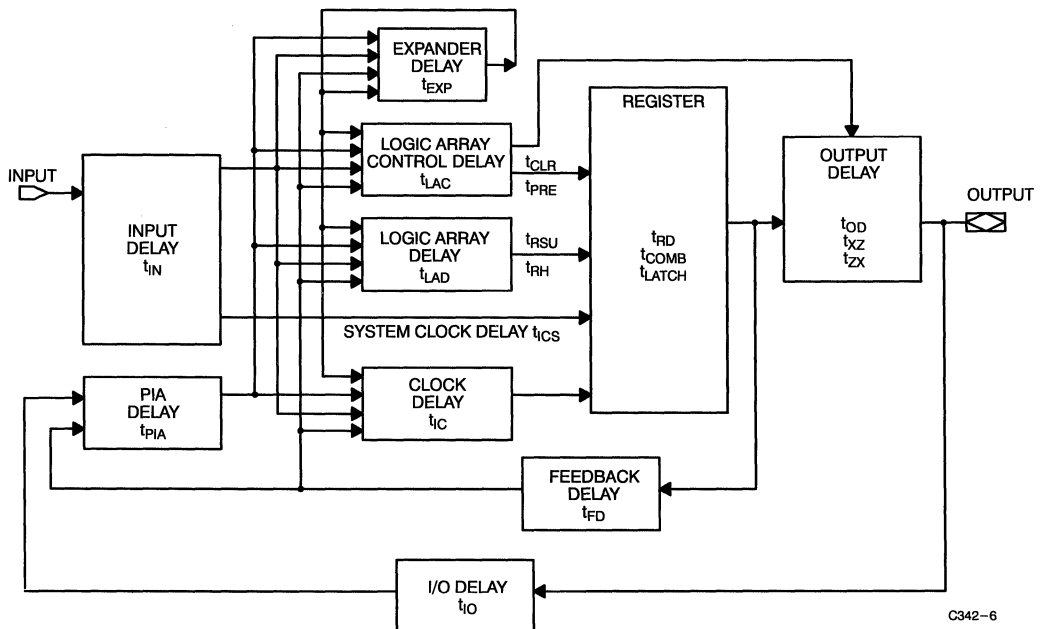 EXPANDER
DELAY
tEXP
LOGIC ARRAY
CONTROL DELAY
tLAC
tCLR
tPRE
REGISTER
OUTPUT
DELAY
tOD
tXZ
tZX
INPUT
OUTPUT
INPUT
DELAY
tIN
LOGIC ARRAY
DELAY
tLAD
tRSU
tRH
tRD
tCOMB
tLATCH
SYSTEM CLOCK DELAY tICS
PIA
DELAY
tPIA
CLOCK
DELAY
tIC
FEEDBACK
DELAY
tFD
I/O DELAY
tIO
C342-6